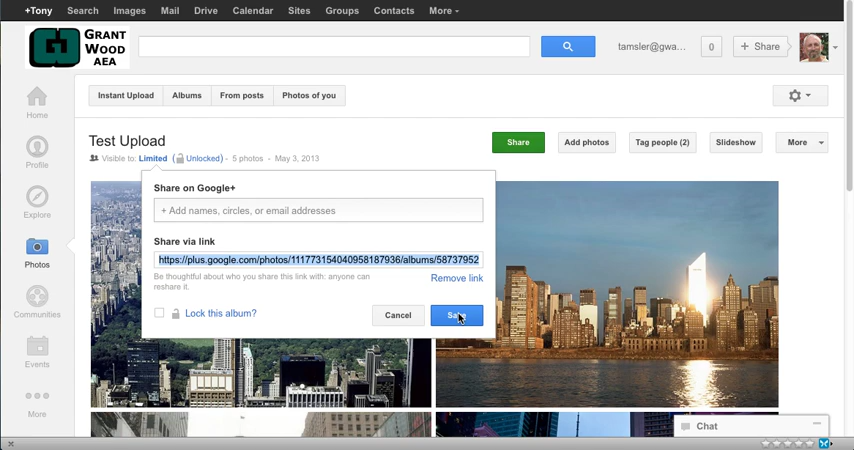 +Tony Search Images Mail Drive Calendar Sites Groups Contacts More
GRANT
WOOD
AEA
tamsler@gwa... 0 + Share
Instant Upload Albums From posts Photos of you
Home
Profile
Explore
Photos
Communities
Events
More
Test Upload
Share Add photos Tag people (2) Slideshow More
Visible to: Limited (Unlocked) - 5 photos - May 3, 2013
Share on Google+
+ Add names, circles, or email addresses
Share via link
https://plus.google.com/photos/111773154040958187936/albums/58737952
Be thoughtful about who you share this link with: anyone can
reshare it.
Remove link
Lock this album?
Cancel Save
Chat